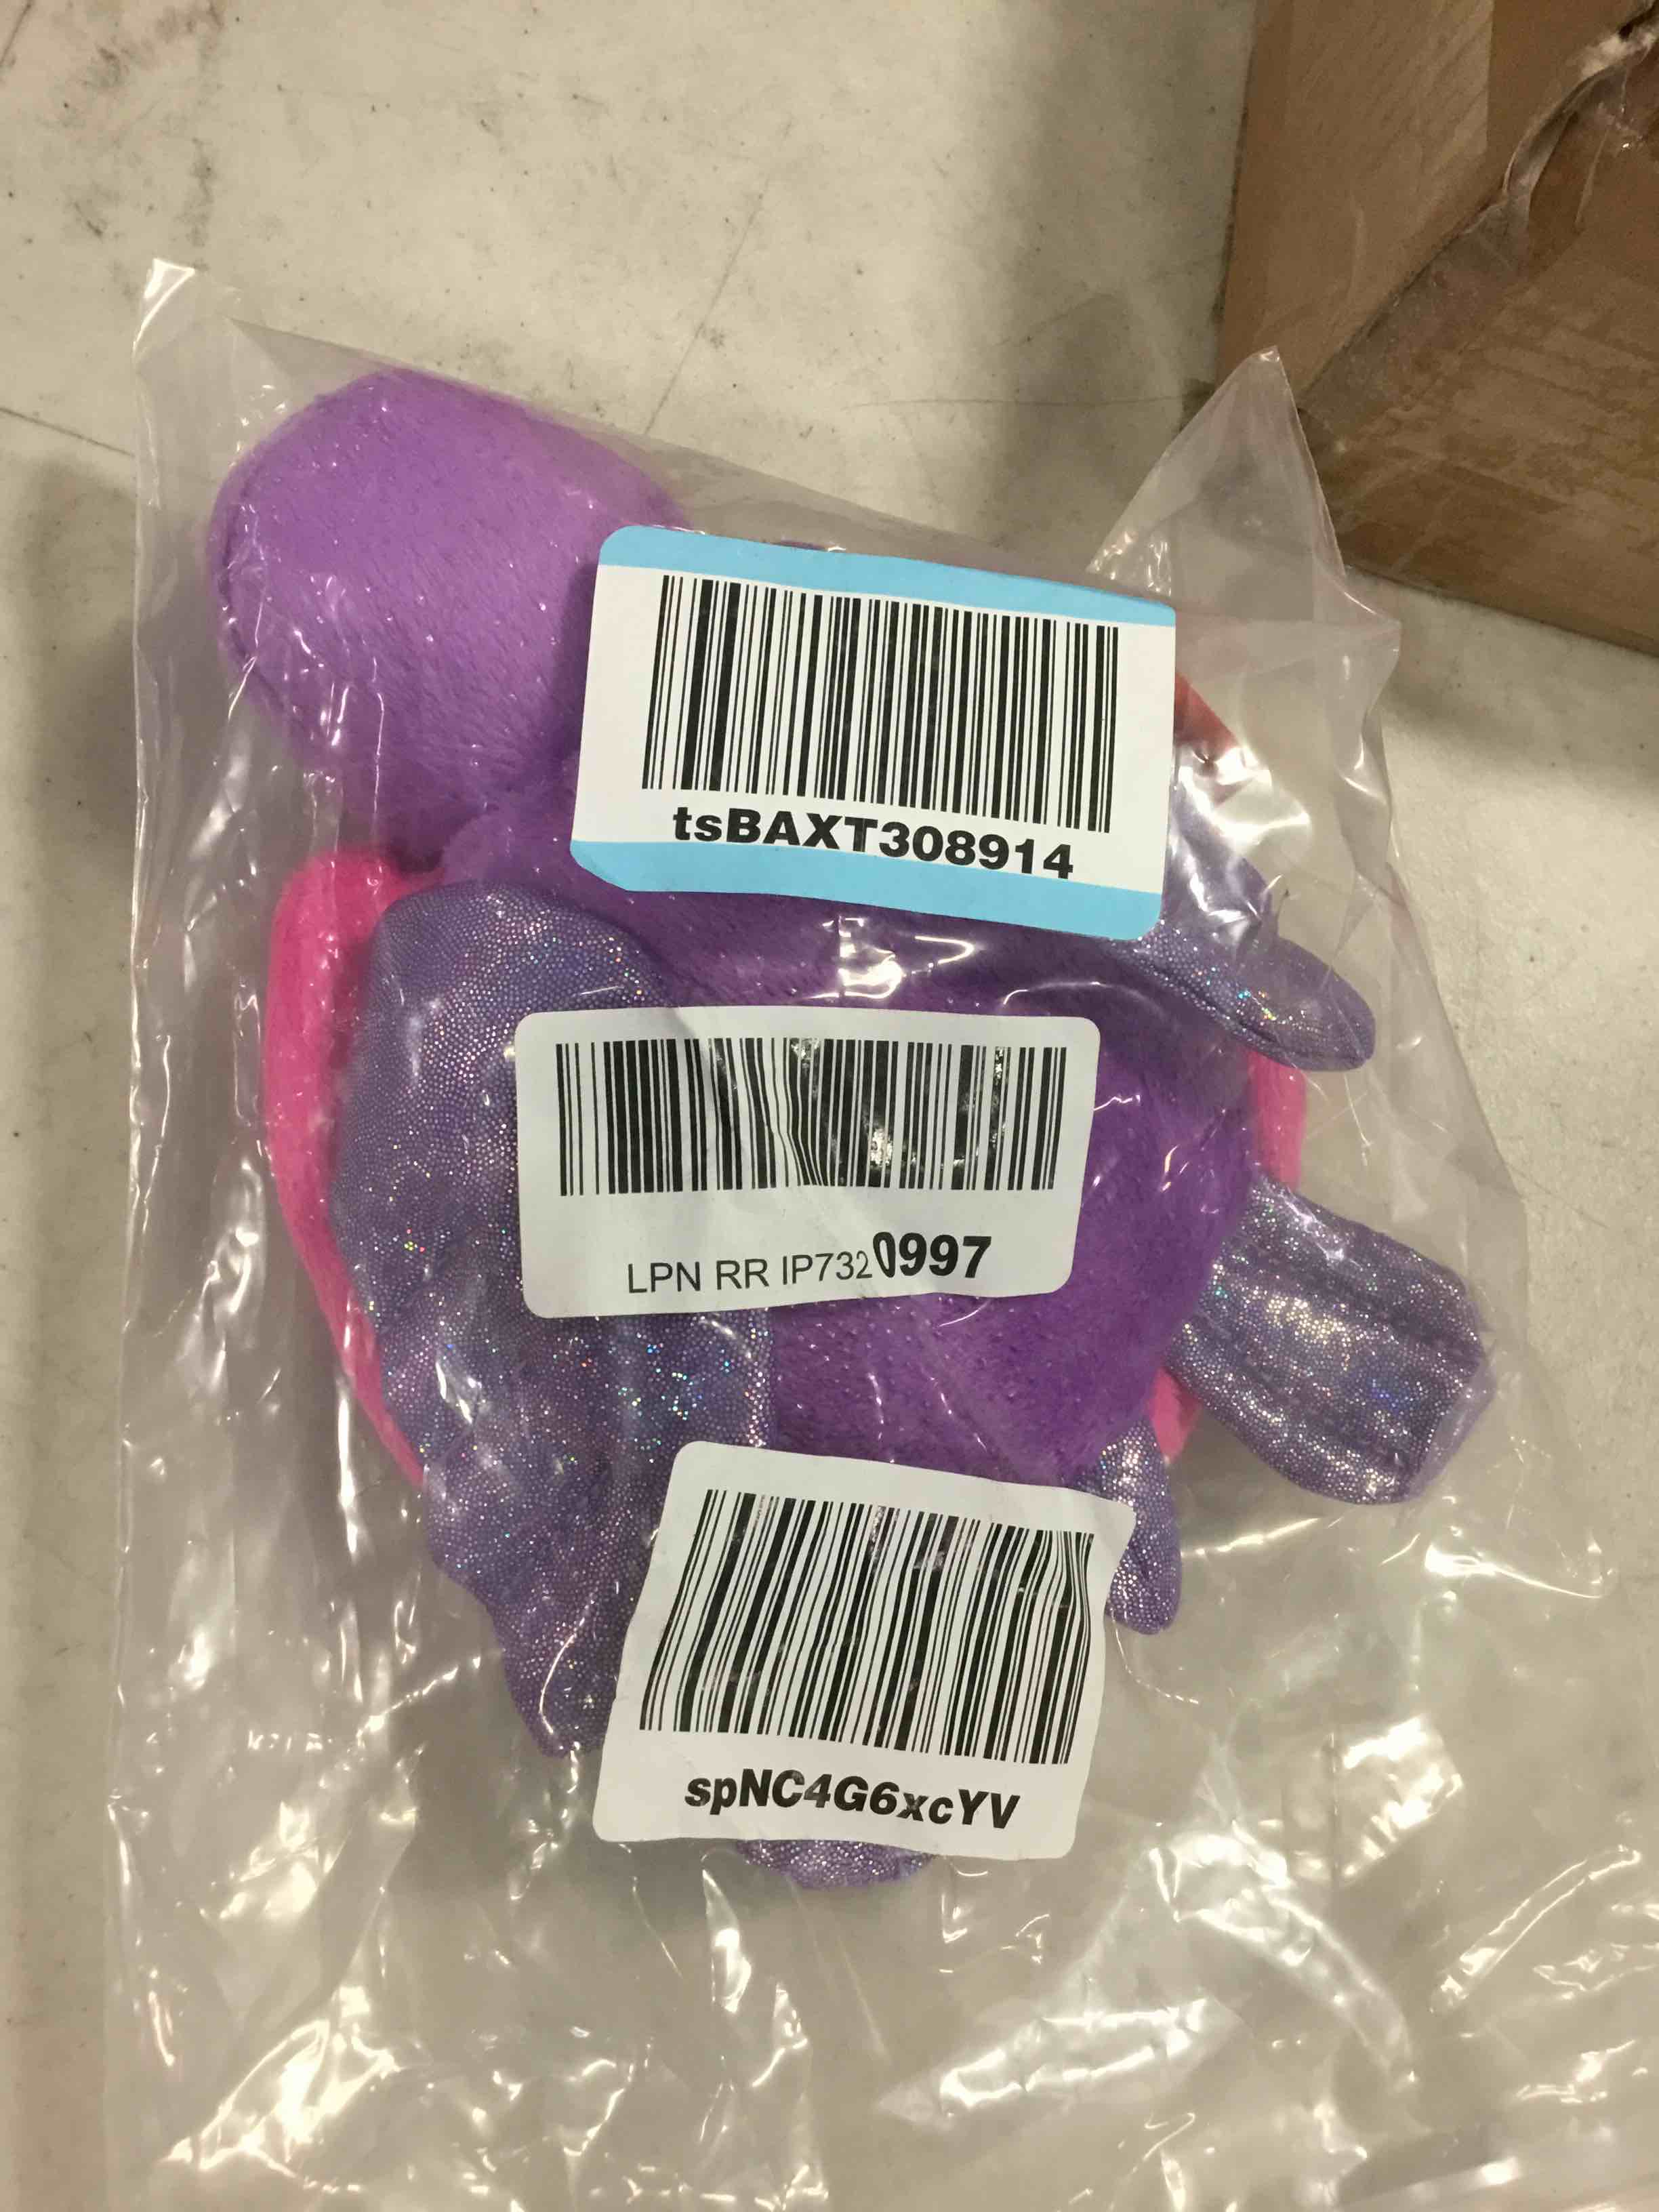 tsBAXT308914
LPN RR IP7320997
spNC4G6xcYV